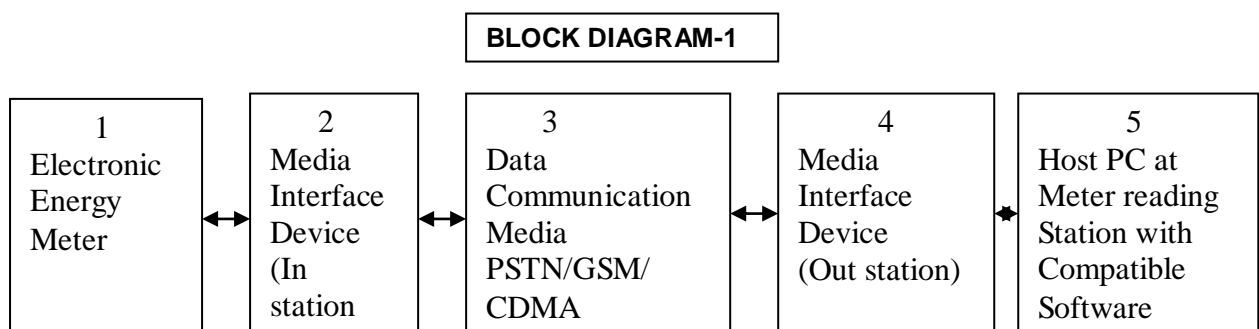 BLOCK DIAGRAM-1
1
Electronic
Energy
Meter
2
Media
Interface
Device
(In
station
3
Data
Communication
Media
PSTN/GSM/
CDMA
4
Media
Interface
Device
(Out station)
5
Host PC at
Meter reading
Station with
Compatible
Software